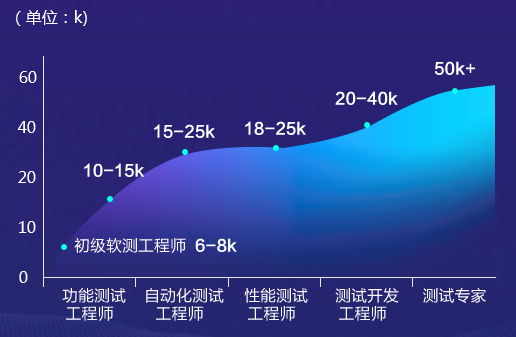 ( 单位：k)
60
50k+
20-40k
40
15-25k
18-25k
20
10-15k
10
初级软测工程师 6-8k
0
功能测试
工程师
自动化测试
工程师
性能测试
工程师
测试开发
工程师
测试专家